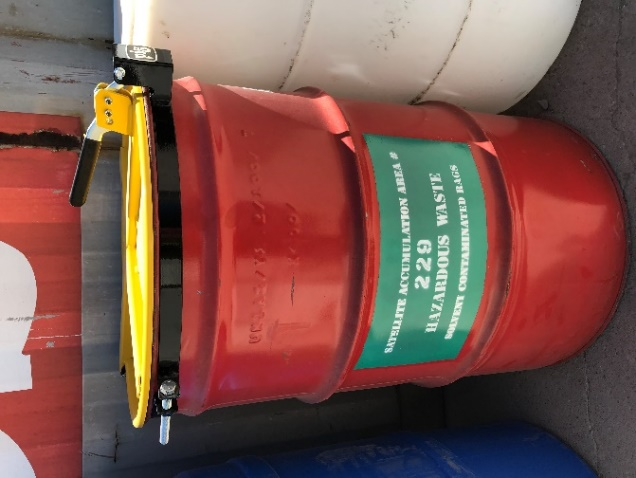 SATELLITE ACCUMULATION AREA #
229
HAZARDOUS WASTE
SOLVENT CONTAMINATED RAGS